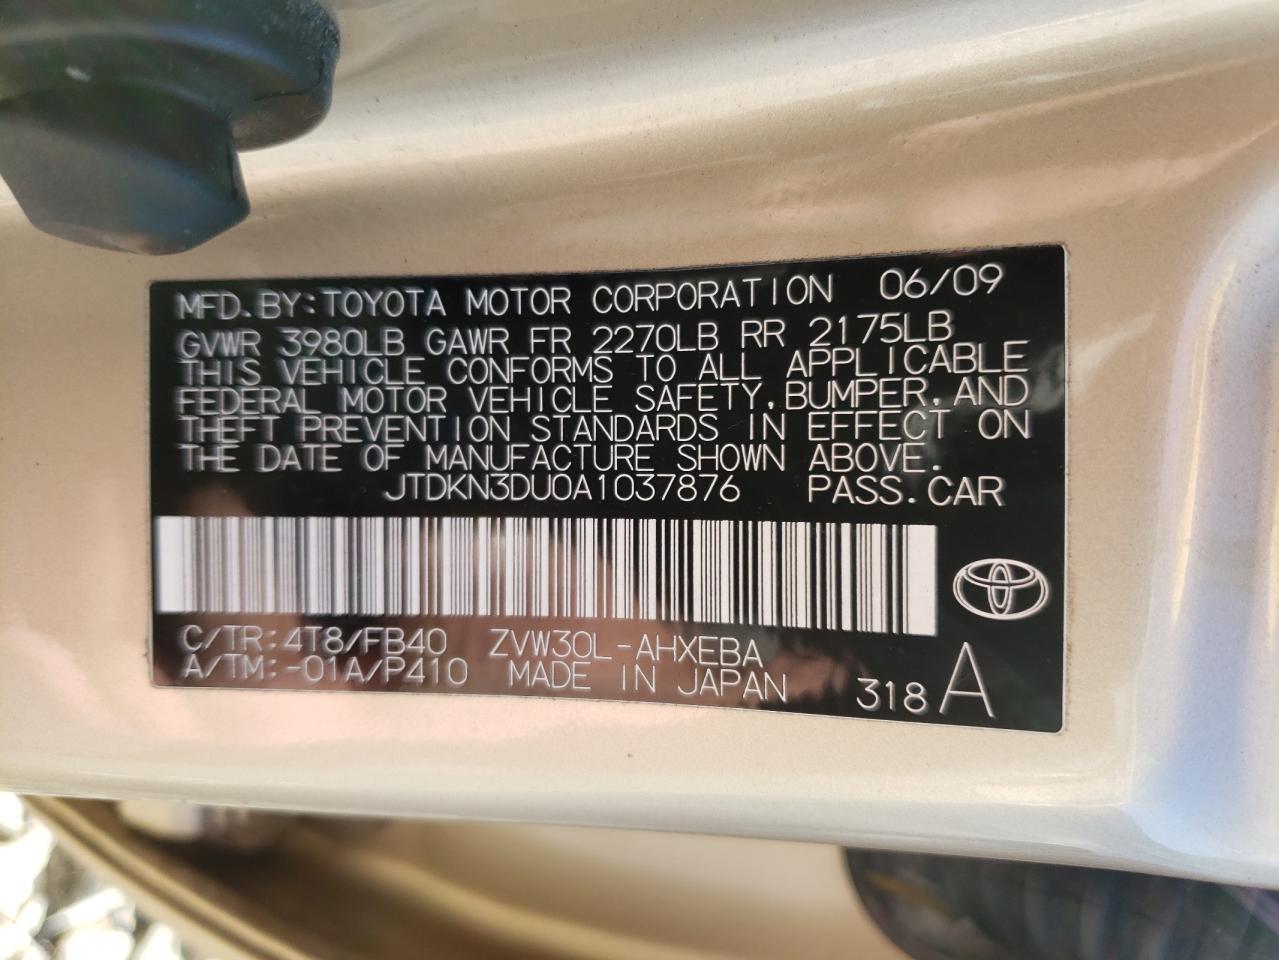 MFD.BY:TOYOTA MOTOR CORPORATION 06/09
GVWR 3980LB GAWR FR 2270LB RR 2175LB
THIS VEHICLE CONFORMS TO ALL APPLICABLE
FEDERAL MOTOR VEHICLE SAFETY,BUMPER,AND
THEFT PREVENTION STANDARDS IN EFFECT ON
THE DATE OF MANUFACTURE SHOWN ABOVE.
JTDKN3DU0A1037876 PASS.CAR
C/TR:4T8/FB40 ZVW30L-AHXEBA
A/TM:-01A/P410 MADE IN JAPAN 318 A